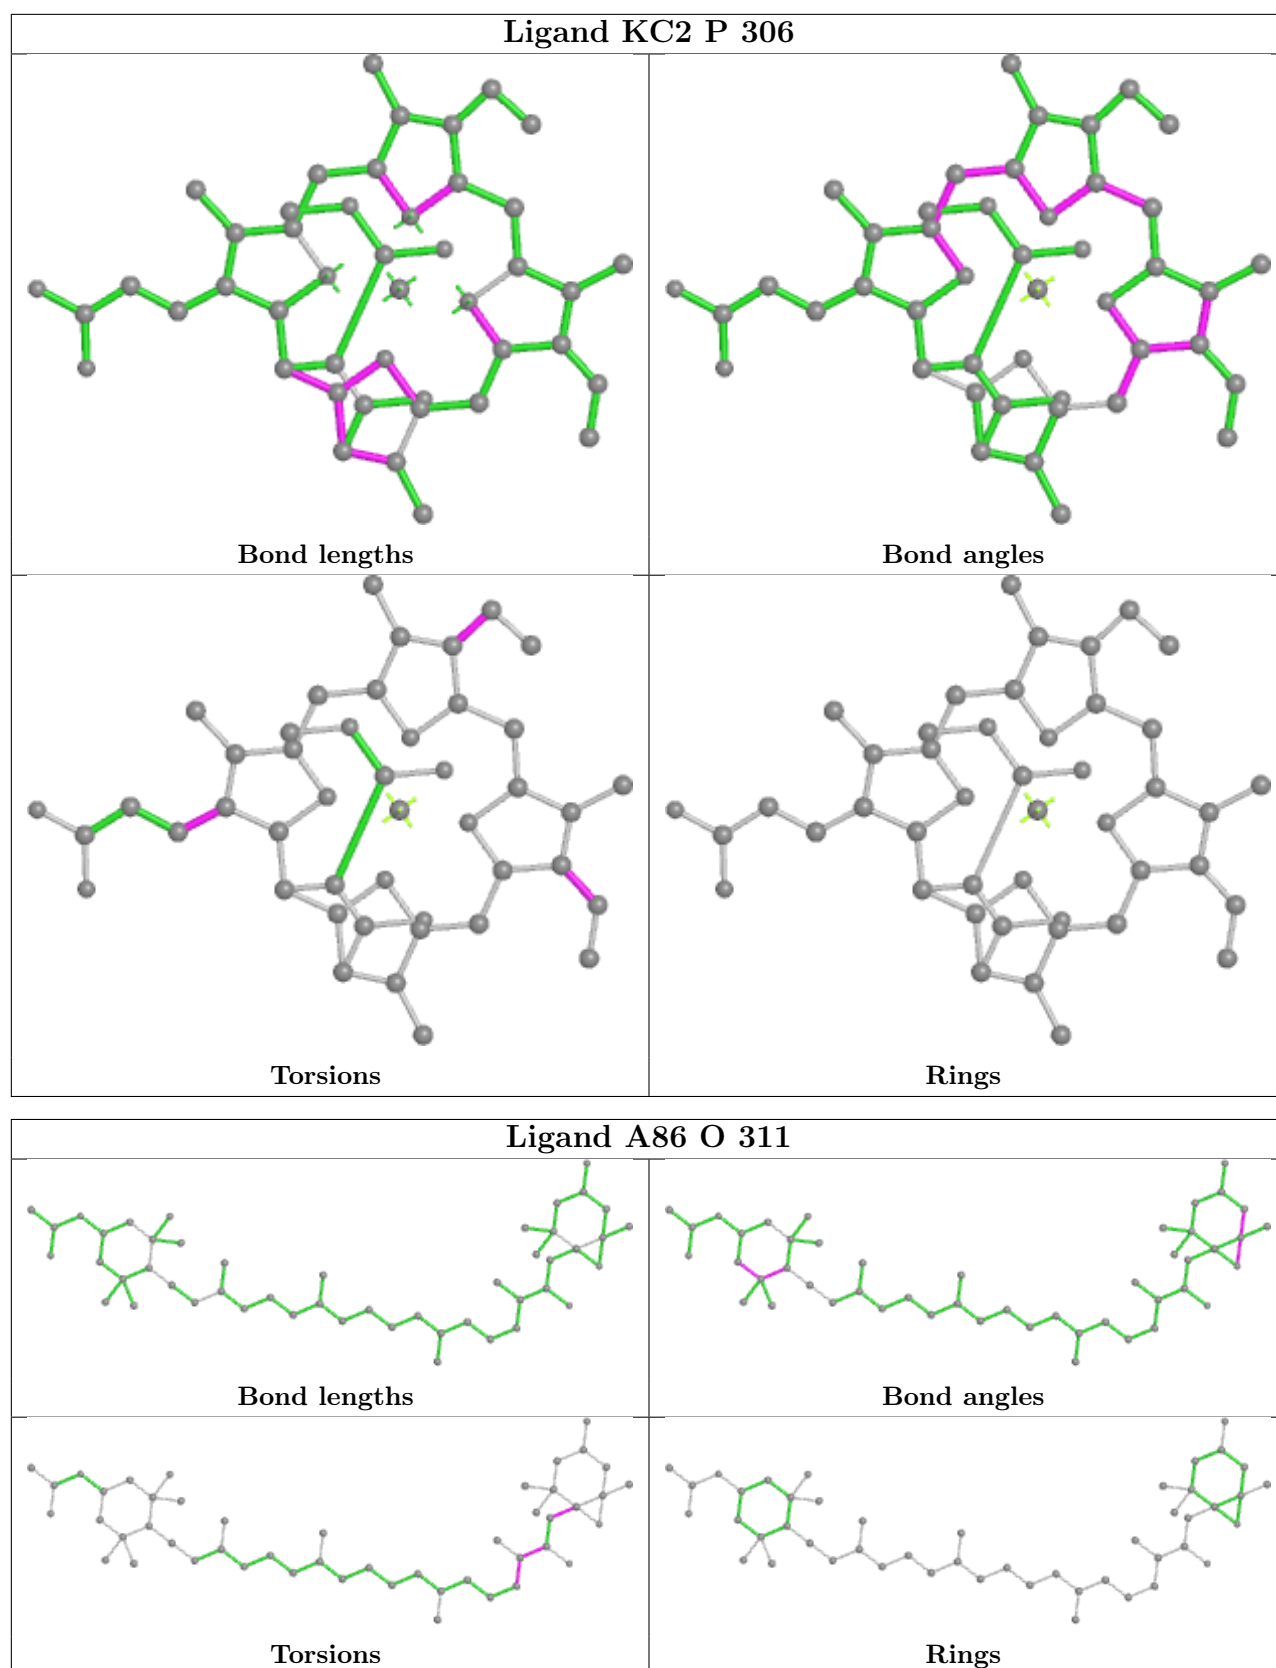 Ligand KC2 P 306
Bond lengths
Bond angles
Torsions
Rings
Ligand A86 O 311
Bond lengths
Bond angles
Torsions
Rings